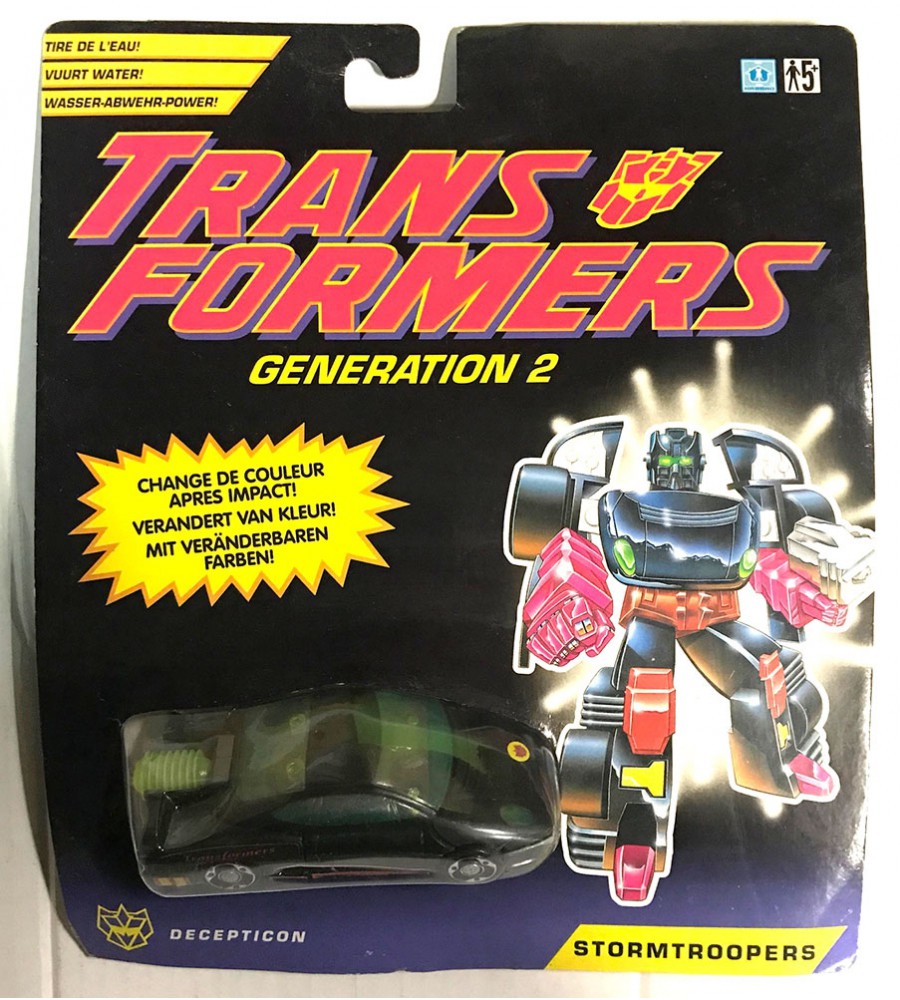 TIRE DE L'EAU!
VUURT WATER!
WASSER-ABWEHR-POWER!
5+
TRANS
FORMERS
GENERATION 2
CHANGE DE COULEUR
APRES IMPACT!
VERANDERT VAN KLEUR!
MIT VERÄNDERBAREN
FARBEN!
Transformers
DECEPTICON
STORMTROOPERS